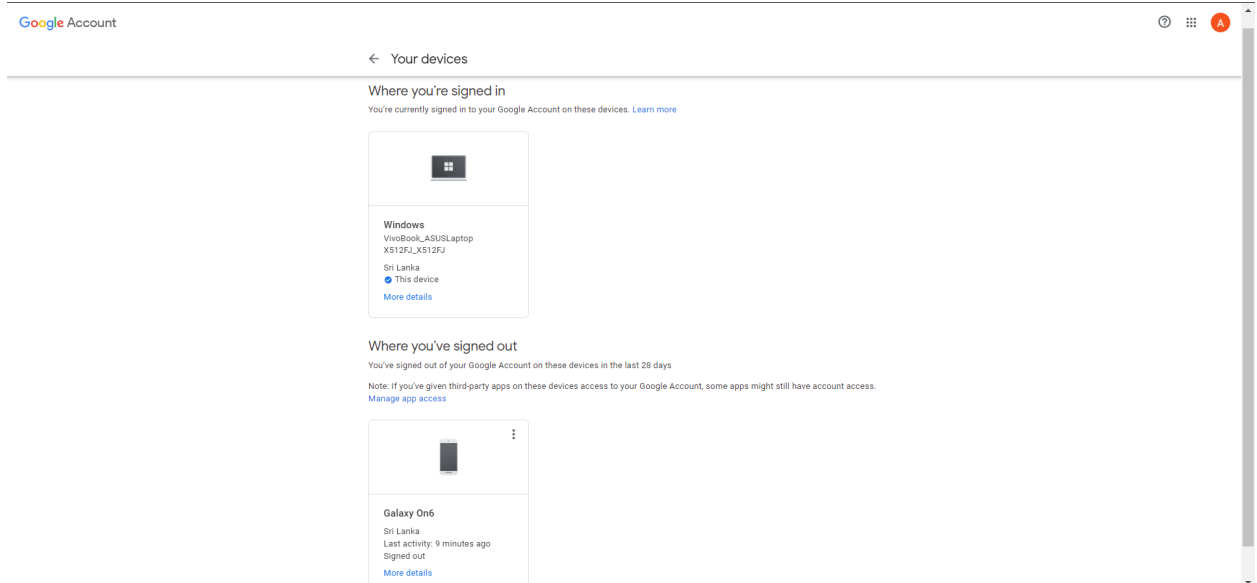 Google Account
A
Your devices
Where you're signed in
You're currently signed in to your Google Account on these devices. Learn more
Windows
VivoBook_ASUSLaptop
X512FJ_X512FJ
Sri Lanka
This device
More details
Where you've signed out
You've signed out of your Google Account on these devices in the last 28 days
Note: If you've given third-party apps on these devices access to your Google Account, some apps might still have account access.
Manage app access
Galaxy On6
Sri Lanka
Last activity: 9 minutes ago
Signed out
More details